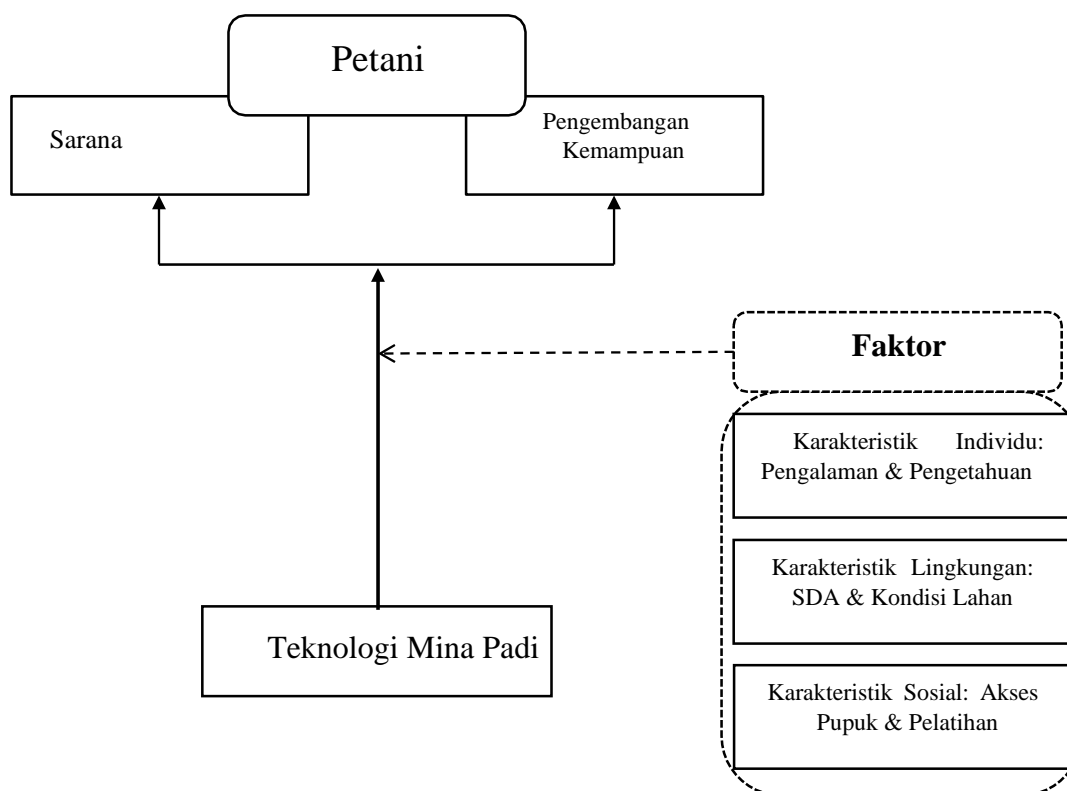 Petani
Sarana
Pengembangan
Kemampuan
Faktor
Karakteristik Individu:
Pengalaman & Pengetahuan
Karakteristik Lingkungan:
SDA & Kondisi Lahan
Teknologi Mina Padi
Karakteristik Sosial: Akses
Pupuk & Pelatihan